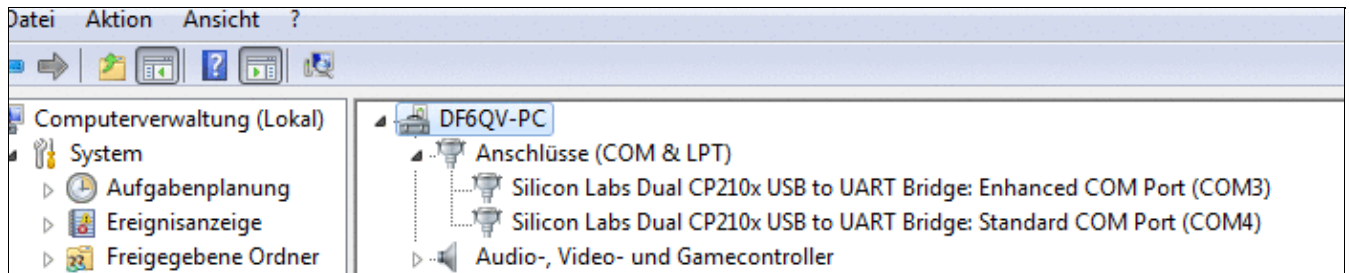 Datei Aktion Ansicht ?
Computerverwaltung (Lokal)
System
Aufgabenplanung
Ereignisanzeige
Freigegebene Ordner
DF6QV-PC
Anschlüsse (COM & LPT)
Silicon Labs Dual CP210x USB to UART Bridge: Enhanced COM Port (COM3)
Silicon Labs Dual CP210x USB to UART Bridge: Standard COM Port (COM4)
Audio-, Video- und Gamecontroller